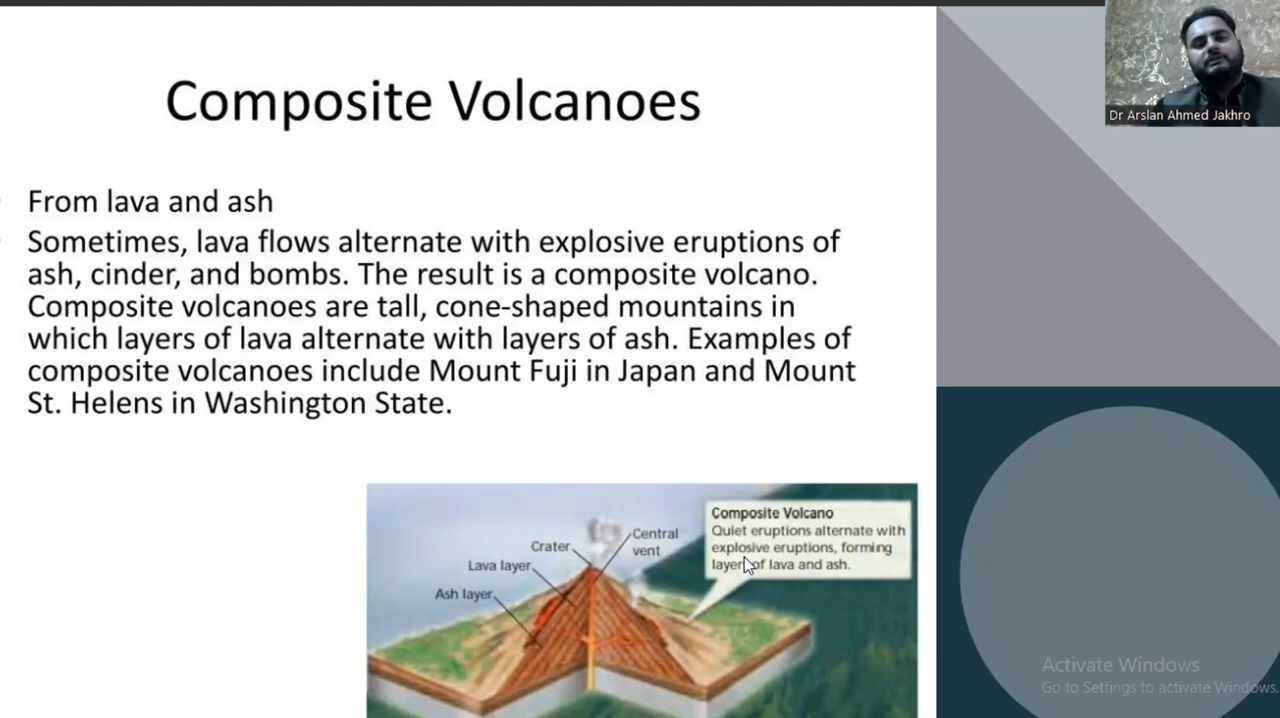 Composite Volcanoes
From lava and ash
Sometimes, lava flows alternate with explosive eruptions of
ash, cinder, and bombs. The result is a composite volcano.
Composite volcanoes are tall, cone-shaped mountains in
which layers of lava alternate with layers of ash. Examples of
composite volcanoes include Mount Fuji in Japan and Mount
St. Helens in Washington State.
Crater
Central
vent
Lava layer
Ash layer
Composite Volcano
Quiet eruptions alternate with
explosive eruptions, forming
layers of lava and ash.
Dr Arslan Ahmed Jakhro
Activate Windows
Go to Settings to activate Windows.